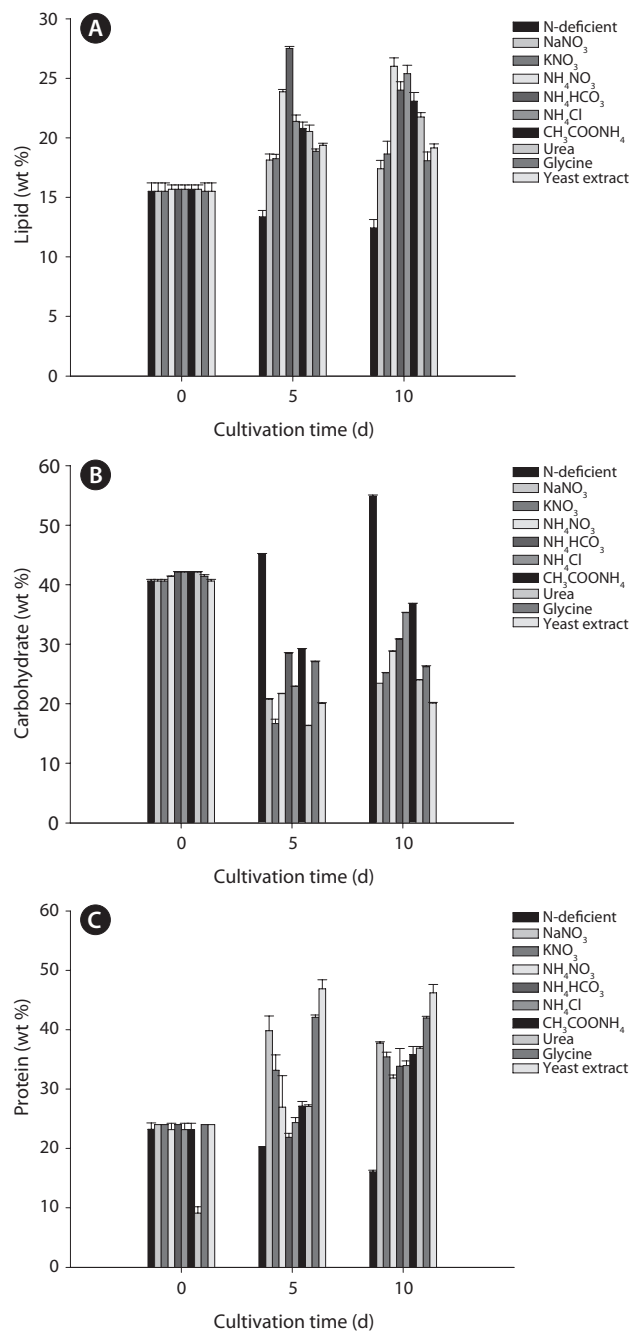 A
30
25
20
15
10
5
0
Lipid (wt %)
0 5 10
Cultivation time (d)
N-deficient
NaNO₃
KNO₃
NH₄NO₃
NH₄HCO₃
NH₄Cl
CH₃COONH₄
Urea
Glycine
Yeast extract
B
60
50
40
30
20
10
0
Carbohydrate (wt %)
0 5 10
Cultivation time (d)
N-deficient
NaNO₃
KNO₃
NH₄NO₃
NH₄HCO₃
NH₄Cl
CH₃COONH₄
Urea
Glycine
Yeast extract
C
60
50
40
30
20
10
0
Protein (wt %)
0 5 10
Cultivation time (d)
N-deficient
NaNO₃
KNO₃
NH₄NO₃
NH₄HCO₃
NH₄Cl
CH₃COONH₄
Urea
Glycine
Yeast extract